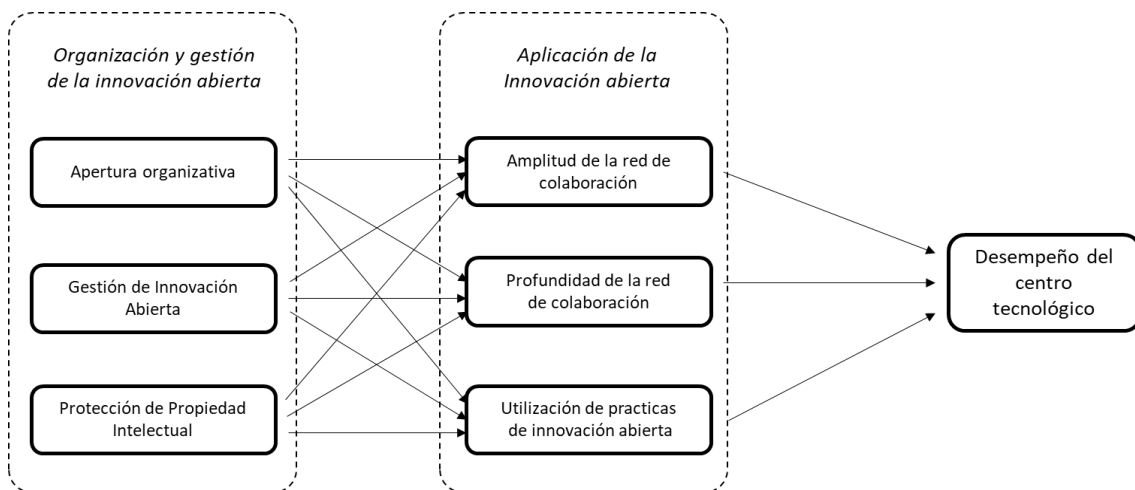 Organización y gestión
de la innovación abierta
Apertura organizativa
Gestión de Innovación
Abierta
Protección de Propiedad
Intelectual
Aplicación de la
Innovación abierta
Amplitud de la red de
colaboración
Profundidad de la red
de colaboración
Utilización de practicas
de innovación abierta
Desempeño del
centro
tecnológico